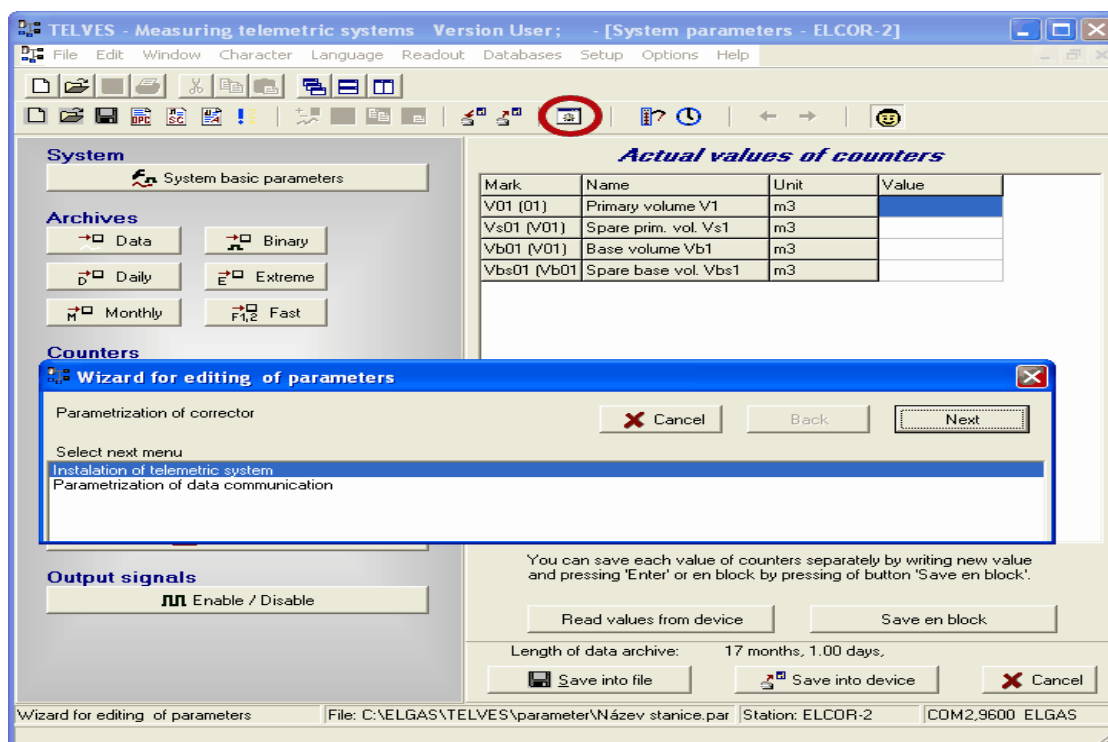 TELVES - Measuring telemetric systems Version User; - [System parameters - ELCOR-2]
File Edit Window Character Language Readout Databases Setup Options Help
System
System basic parameters
Archives
Data
Binary
Daily
Extreme
Monthly
Fast
Counters
Actual values of counters
Mark Name Unit Value
V01 (01) Primary volume V1 m3
Vs01 (V01) Spare prim. vol. Vs1 m3
Vb01 (V01) Base volume Vb1 m3
Vbs01 (Vb01 Spare base vol. Vbs1 m3
Wizard for editing of parameters
Parametrization of corrector
Cancel Back Next
Select next menu
Instalation of telemetric system
Parametrization of data communication
Output signals
Enable / Disable
You can save each value of counters separately by writing new value
and pressing 'Enter' or en block by pressing of button 'Save en block'.
Read values from device Save en block
Length of data archive: 17 months, 1.00 days,
Save into file Save into device Cancel
Wizard for editing of parameters File: C:\ELGAS\TELVES\parameter\Název stanice.par Station: ELCOR-2 COM2,9600 ELGAS